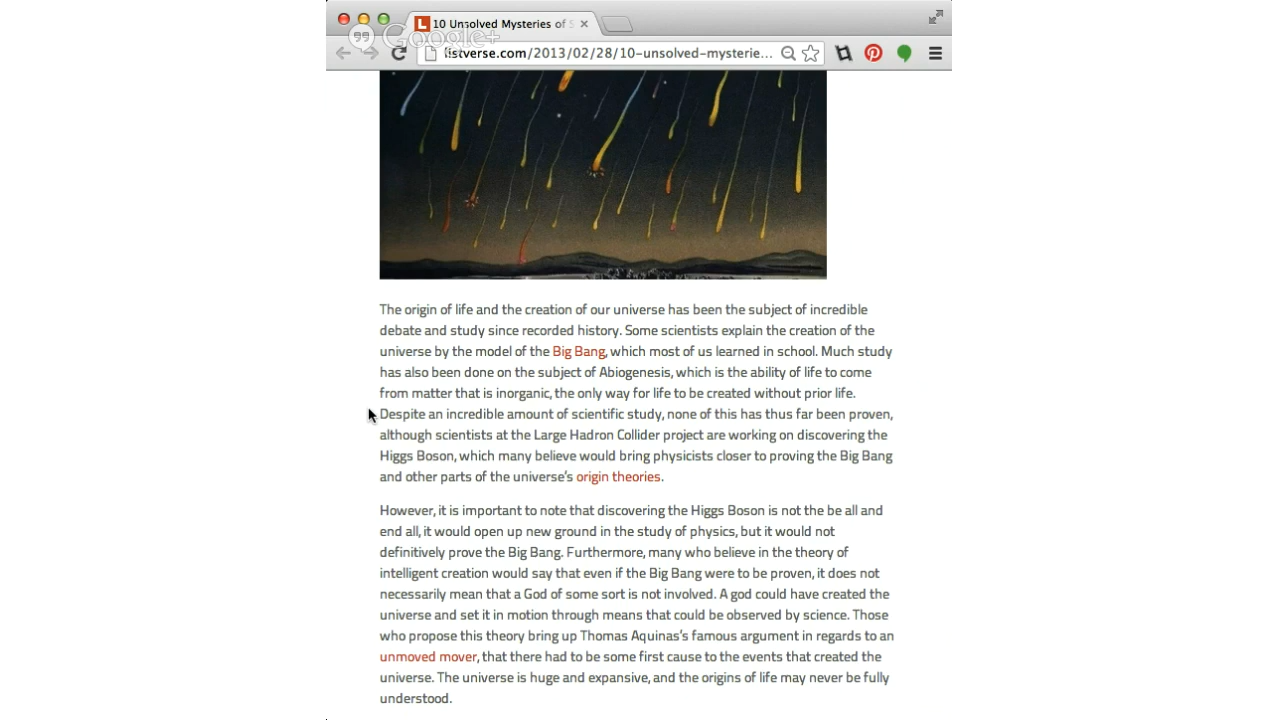 10 Unsolved Mysteries of S
Google+
listverse.com/2013/02/28/10-unsolved-mysterie...
The origin of life and the creation of our universe has been the subject of incredible
debate and study since recorded history. Some scientists explain the creation of the
universe by the model of the Big Bang, which most of us learned in school. Much study
has also been done on the subject of Abiogenesis, which is the ability of life to come
from matter that is inorganic, the only way for life to be created without prior life.
Despite an incredible amount of scientific study, none of this has thus far been proven,
although scientists at the Large Hadron Collider project are working on discovering the
Higgs Boson, which many believe would bring physicists closer to proving the Big Bang
and other parts of the universe's origin theories.
However, it is important to note that discovering the Higgs Boson is not the be all and
end all, it would open up new ground in the study of physics, but it would not
definitively prove the Big Bang. Furthermore, many who believe in the theory of
intelligent creation would say that even if the Big Bang were to be proven, it does not
necessarily mean that a God of some sort is not involved. A god could have created the
universe and set it in motion through means that could be observed by science. Those
who propose this theory bring up Thomas Aquinas's famous argument in regards to an
unmoved mover, that there had to be some first cause to the events that created the
universe. The universe is huge and expansive, and the origins of life may never be fully
understood.